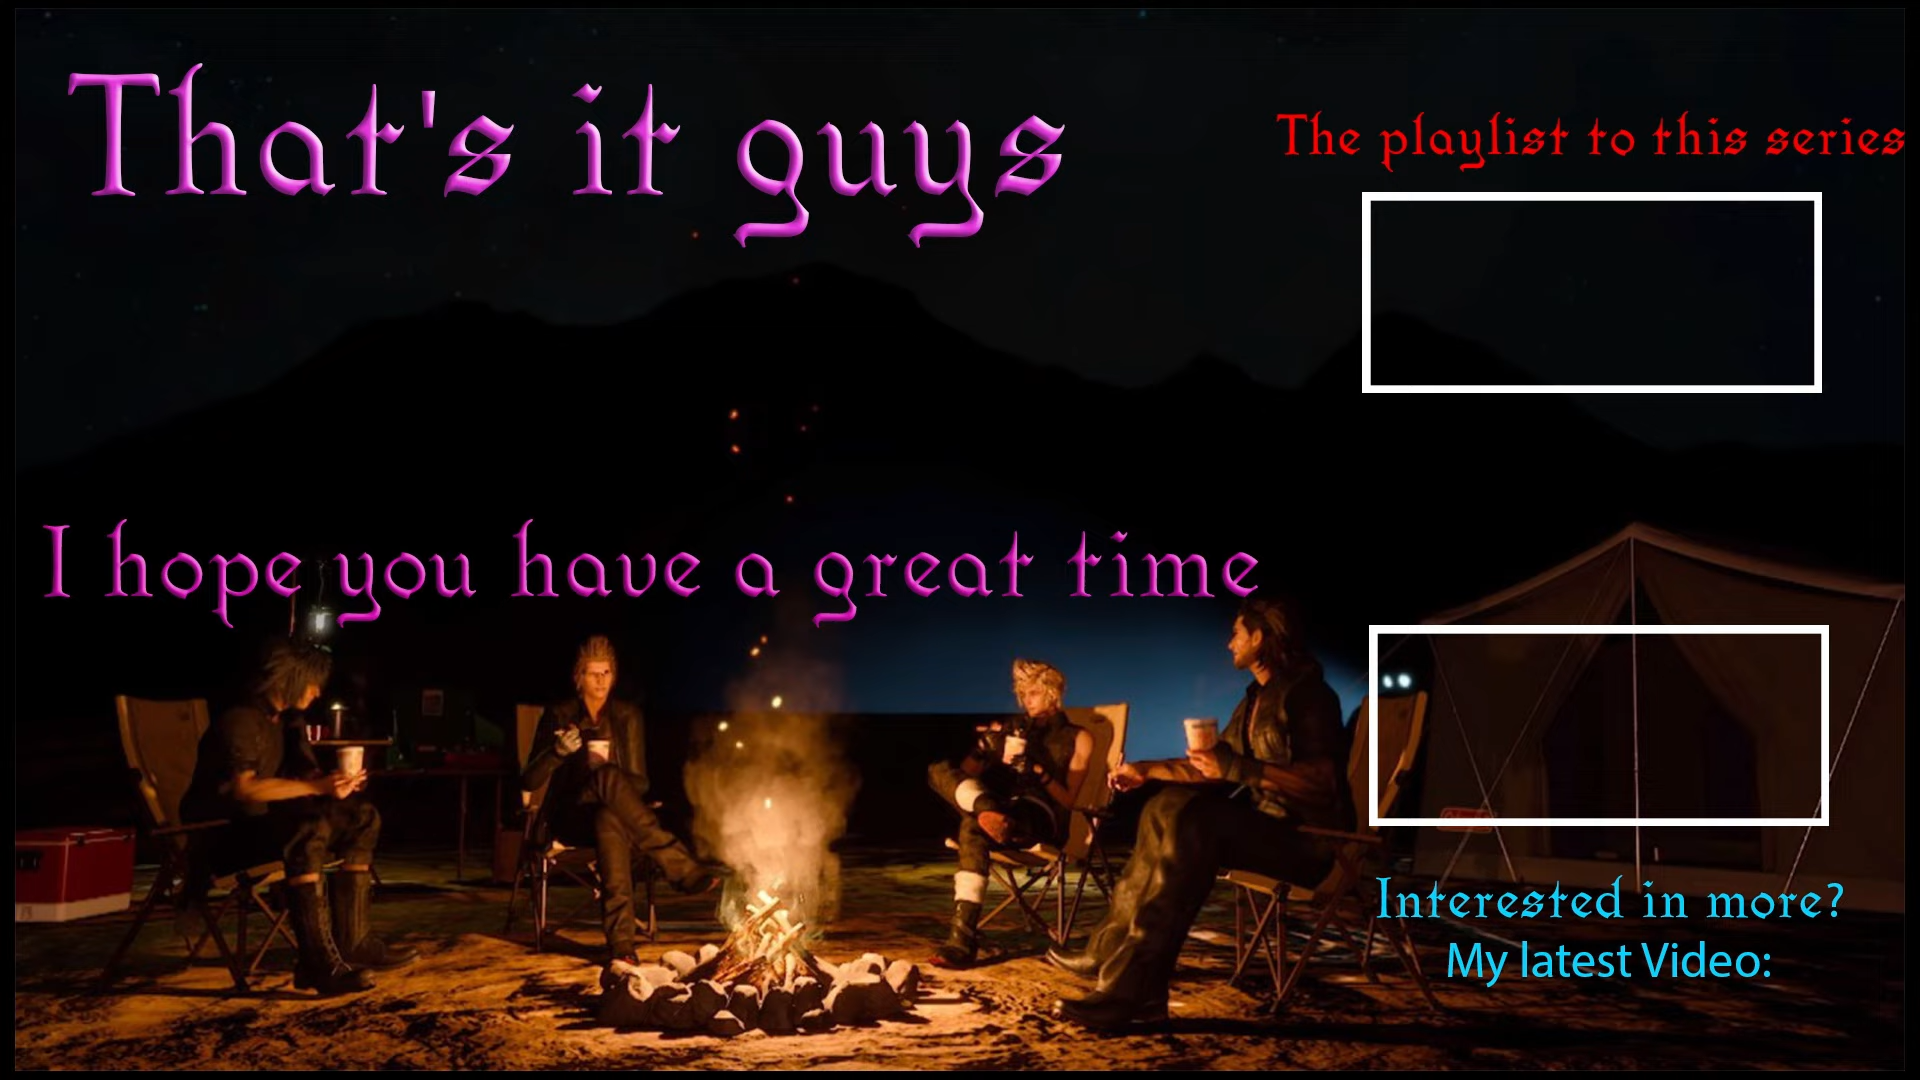 That's it guys
The playlist to this series
I hope you have a great time
Interested in more?
My latest Video: